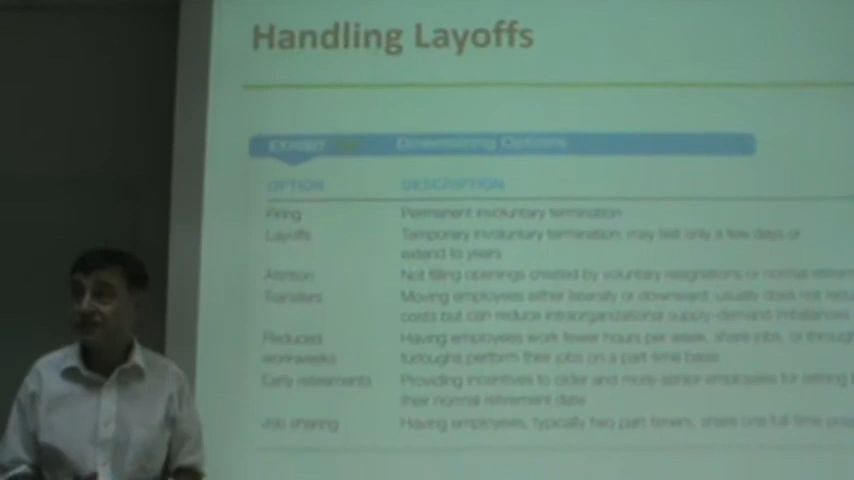 Handling Layoffs
EXHIBIT Downsizing Options
OPTION DESCRIPTION
Firing Permanent involuntary termination
Layoffs Temporary involuntary termination; may last only a few days or
extend to years
Attrition Not filling openings created by voluntary resignations or normal
Transfers Moving employees either laterally or downward; usually does not
costs but can reduce intraorganizational supply-demand imbalances
Reduced Having employees work fewer hours per week, share jobs, or
workweeks furloughs perform their jobs on a part-time basis
Early retirements Providing incentives to older and more senior employees for retiring
their normal retirement date
Job sharing Having employees, typically two part-timers, share one full-time